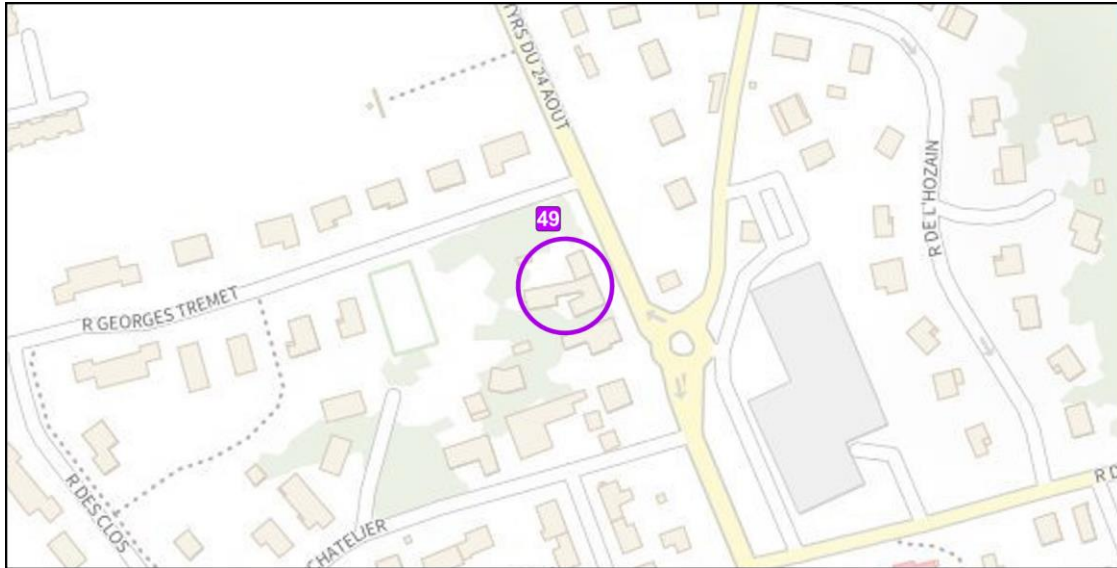 YRS DU 24 AOUT
49
R DE L'HOZAIN
R GEORGES TREMET
R DES CLOS
CHATELIER
R D